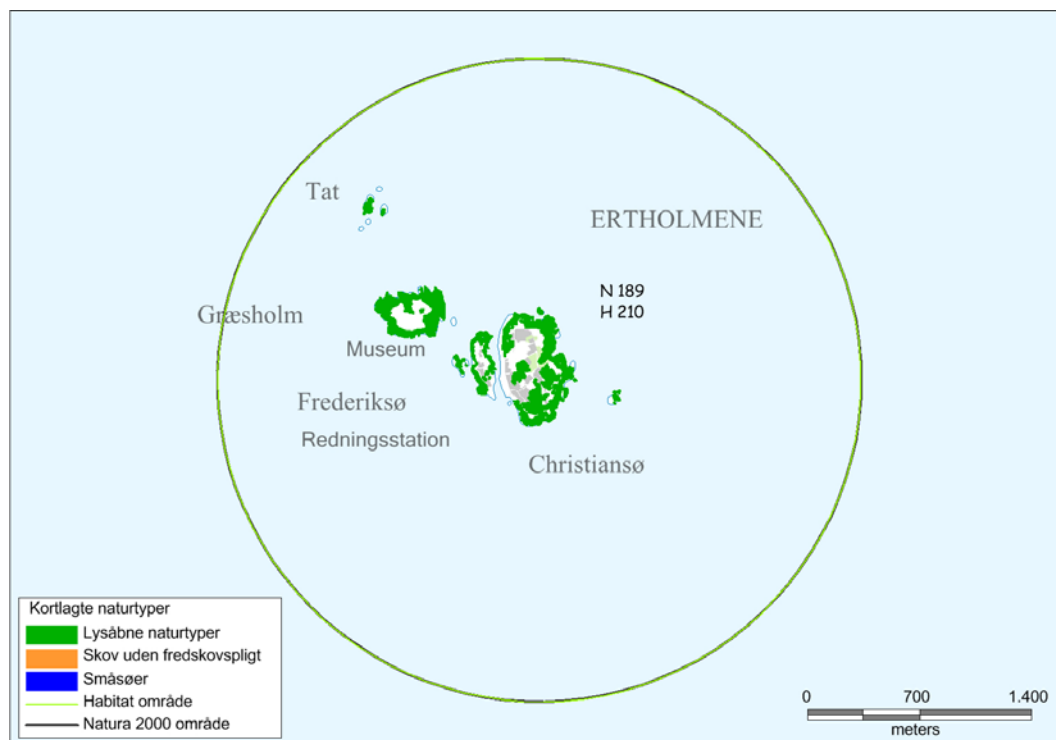 Tat
ERTHOLMENE
N 189
H 210
Græsholm
Museum
Frederiksø
Redningsstation
Christiansø
Kortlagte naturtyper
Lysåbne naturtyper
Skov uden fredskovspligt
Småsøer
Habitat område
Natura 2000 område
0 700 1.400
meters